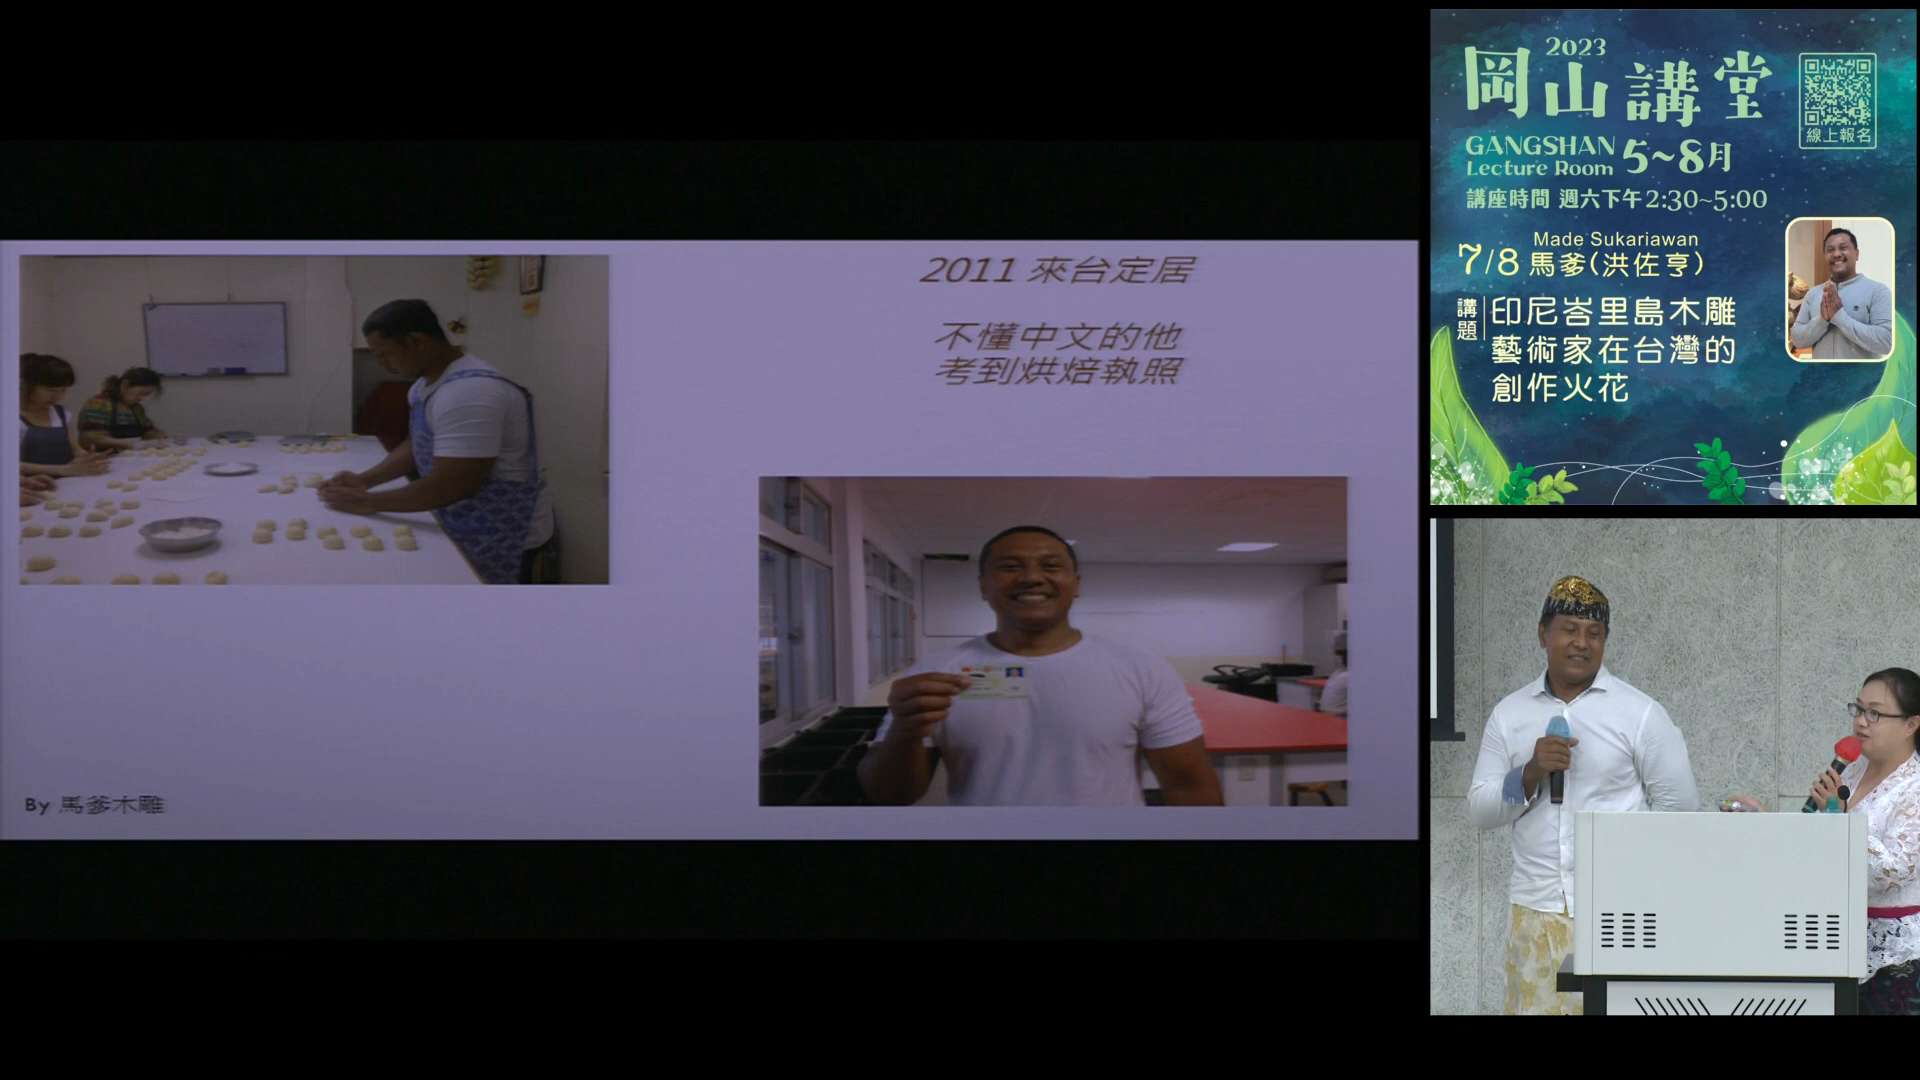 2011 來台定居
不懂中文的他
考到烘焙執照
By 馬爹木雕
2023
岡山講堂
線上報名
GANGSHAN
Lecture Room
5~8月
講座時間 週六下午2:30~5:00
Made Sukariawan
7/8 馬爹(洪佐亨)
講題
印尼峇里島木雕
藝術家在台灣的
創作火花